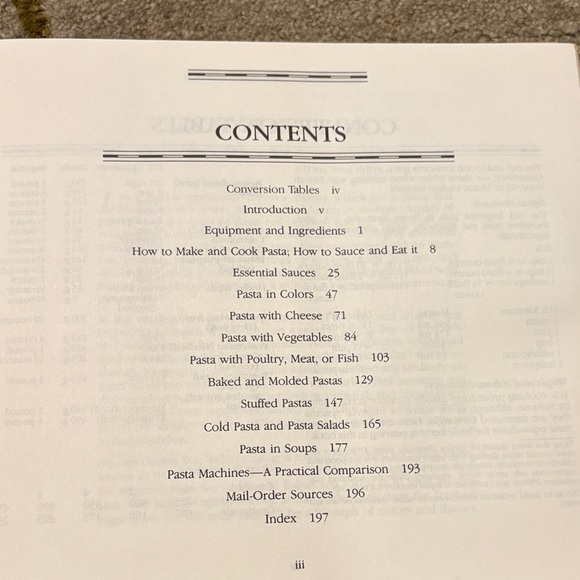 CONTENTS
Conversion Tables iv
Introduction v
Equipment and Ingredients 1
How to Make and Cook Pasta; How to Sauce and Eat it 8
Essential Sauces 25
Pasta in Colors 47
Pasta with Cheese 71
Pasta with Vegetables 84
Pasta with Poultry, Meat, or Fish 103
Baked and Molded Pastas 129
Stuffed Pastas 147
Cold Pasta and Pasta Salads 165
Pasta in Soups 177
Pasta Machines—A Practical Comparison 193
Mail-Order Sources 196
Index 197
iii